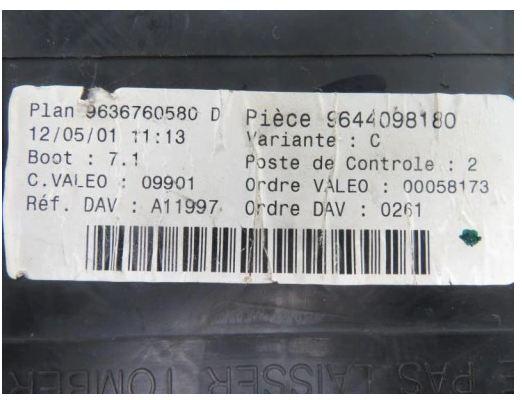 Plan 9636760580 D
12/05/01 11:13
Boot : 7.1
C.VALEO : 09901
Réf. DAV : A11997
Pièce 9644098180
Variante : C
Poste de Controle : 2
Ordre VALEO : 00058173
Ordre DAV : 0261
NE PAS LAISSER TOMBER